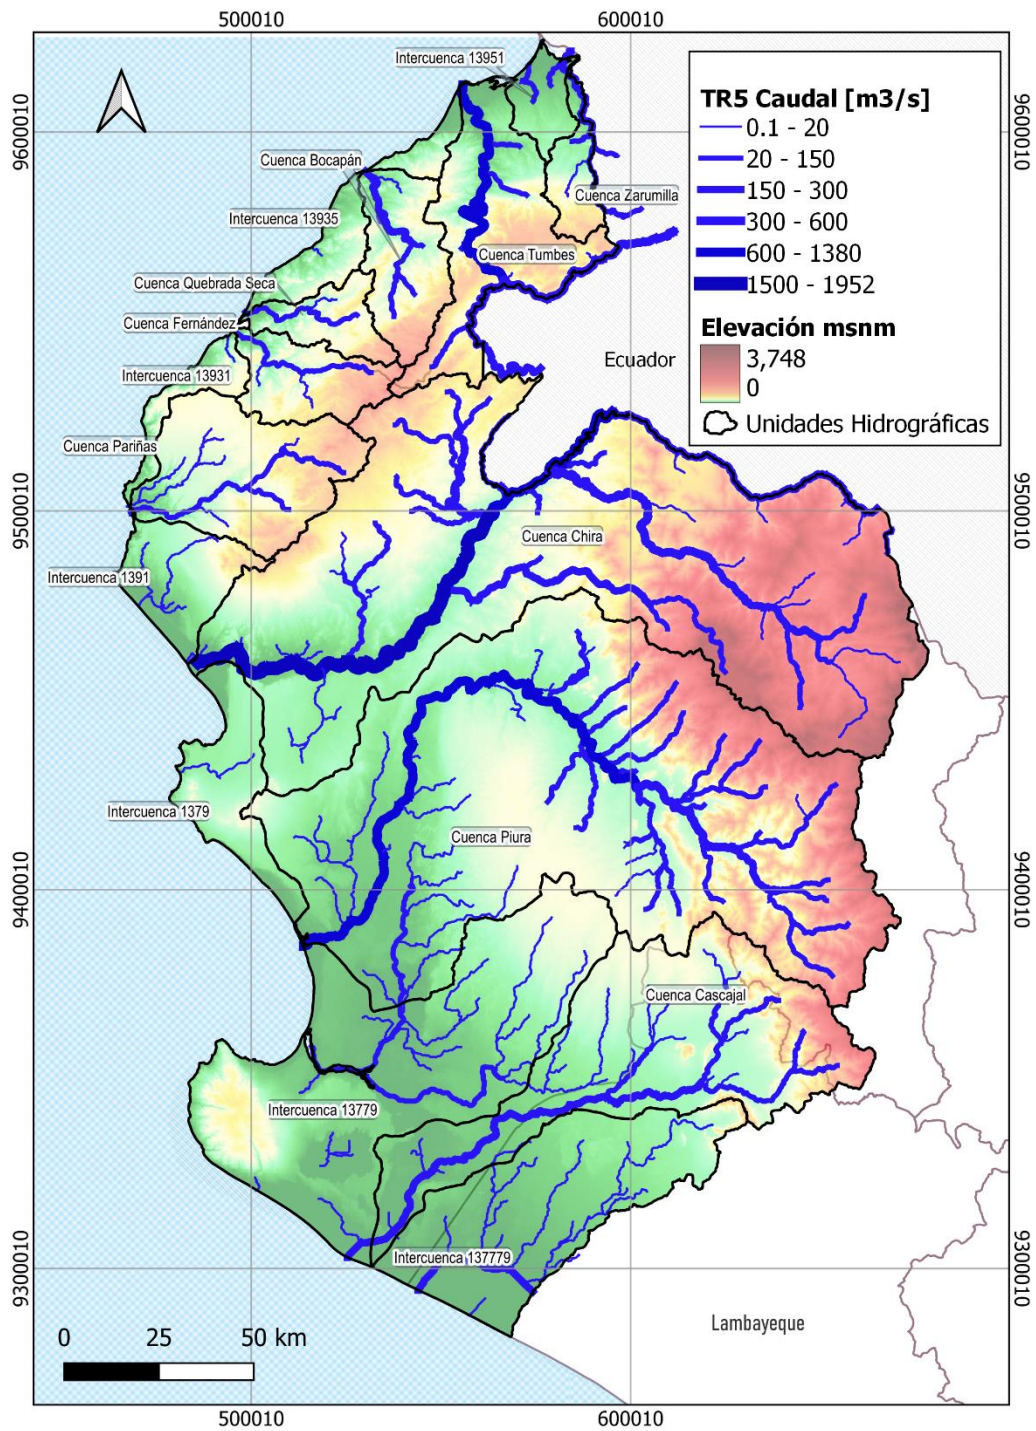 500010
600010
Intercuenca 13951
TR5 Caudal [m3/s]
0.1 - 20
20 - 150
150 - 300
300 - 600
600 - 1380
1500 - 1952
Elevación msnm
3,748
0
Unidades Hidrográficas
9600010
9600010
Cuenca Bocapán
Cuenca Zarumilla
Intercuenca 13935
Cuenca Tumbes
Cuenca Quebrada Seca
Cuenca Fernández
Ecuador
Intercuenca 13931
Cuenca Pariñas
9500010
9500010
Cuenca Chira
Intercuenca 1391
Intercuenca 1379
Cuenca Piura
9400010
9400010
Cuenca Cascajal
Intercuenca 13779
Intercuenca 137779
9300010
9300010
Lambayeque
0 25 50 km
500010
600010